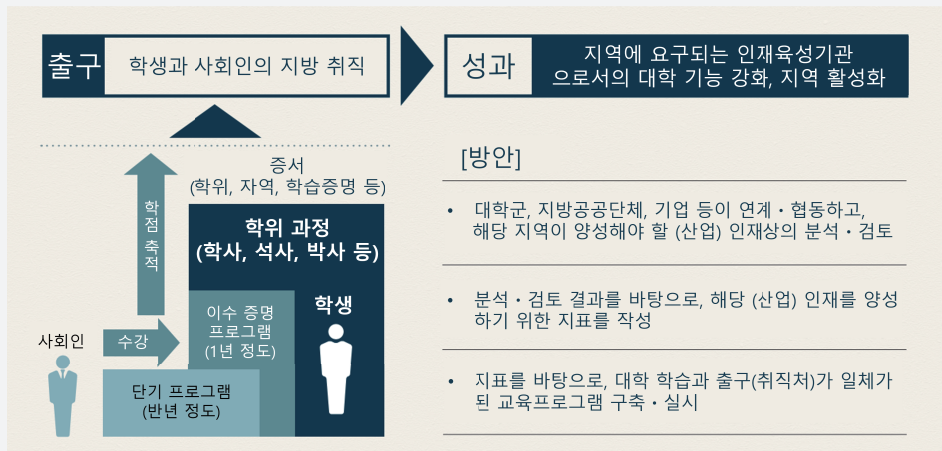 출구
학생과 사회인의 지방 취직
성과
지역에 요구되는 인재육성기관
으로서의 대학 기능 강화, 지역 활성화
증서
(학위, 자역, 학습증명 등)
학점 축적
학위 과정
(학사, 석사, 박사 등)
이수 증명
프로그램
(1년 정도)
학생
사회인
수강
단기 프로그램
(반년 정도)
[방안]
• 대학군, 지방공공단체, 기업 등이 연계・협동하고,
해당 지역이 양성해야 할 (산업) 인재상의 분석・검토
• 분석・검토 결과를 바탕으로, 해당 (산업) 인재를 양성
하기 위한 지표를 작성
• 지표를 바탕으로, 대학 학습과 출구(취직처)가 일체가
된 교육프로그램 구축・실시